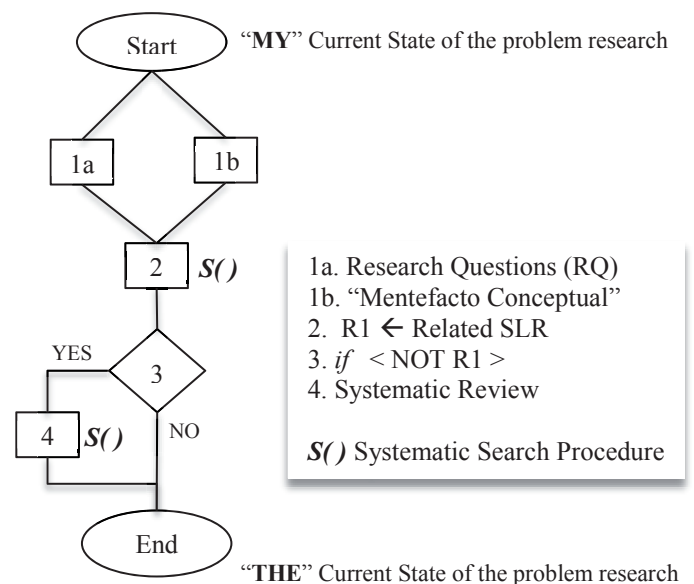 Start
“MY” Current State of the problem research
1a
1b
2
S( )
YES
3
4
S( )
NO
End
“THE” Current State of the problem research
1a. Research Questions (RQ)
1b. “Mentefacto Conceptual”
2. R1 ← Related SLR
3. if < NOT R1 >
4. Systematic Review
S( ) Systematic Search Procedure